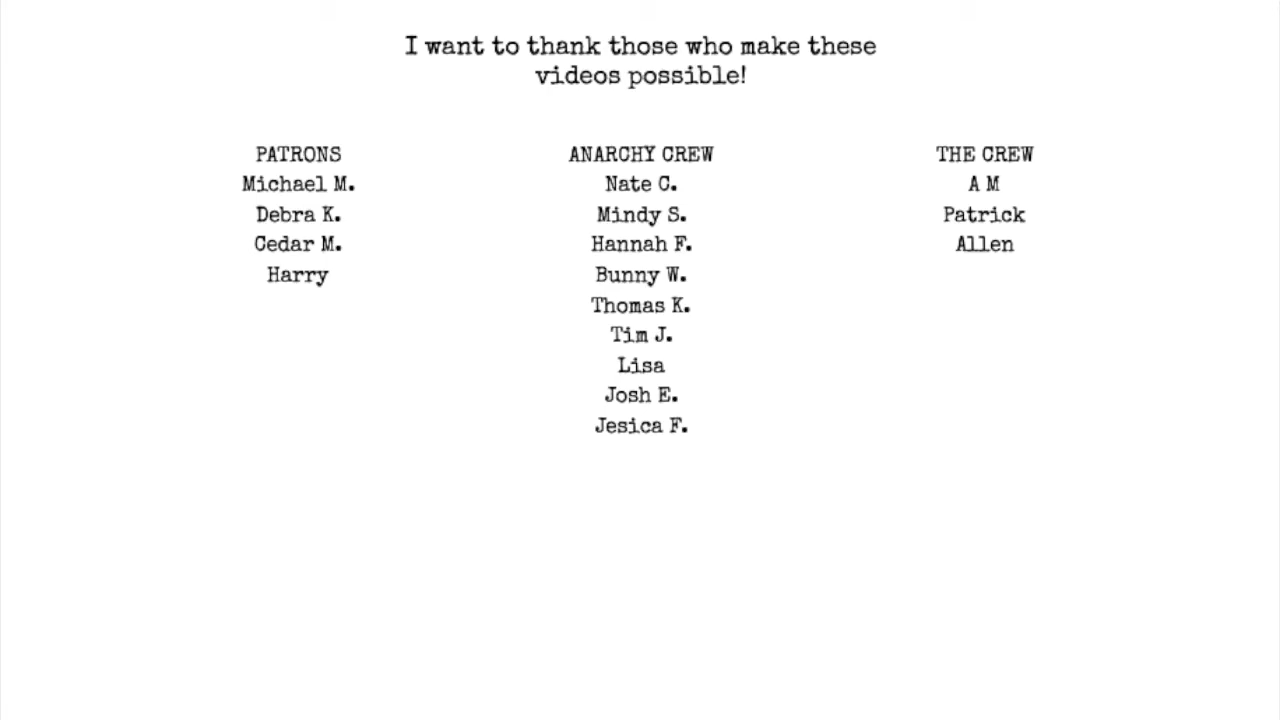 I want to thank those who make these
videos possible!
PATRONS
Michael M.
Debra K.
Cedar M.
Harry
ANARCHY CREW
Nate C.
Mindy S.
Hannah F.
Bunny W.
Thomas K.
Tim J.
Lisa
Josh E.
Jesica F.
THE CREW
A M
Patrick
Allen